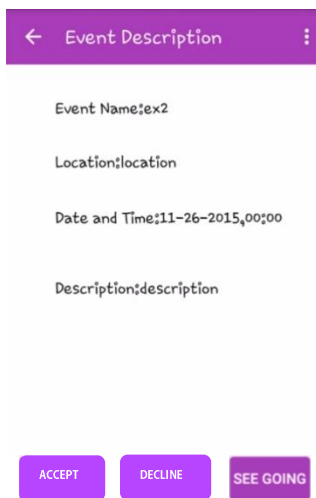 Event Description
Event Name:ex2
Location:location
Date and Time:11-26-2015,00:00
Description:description
ACCEPT DECLINE SEE GOING